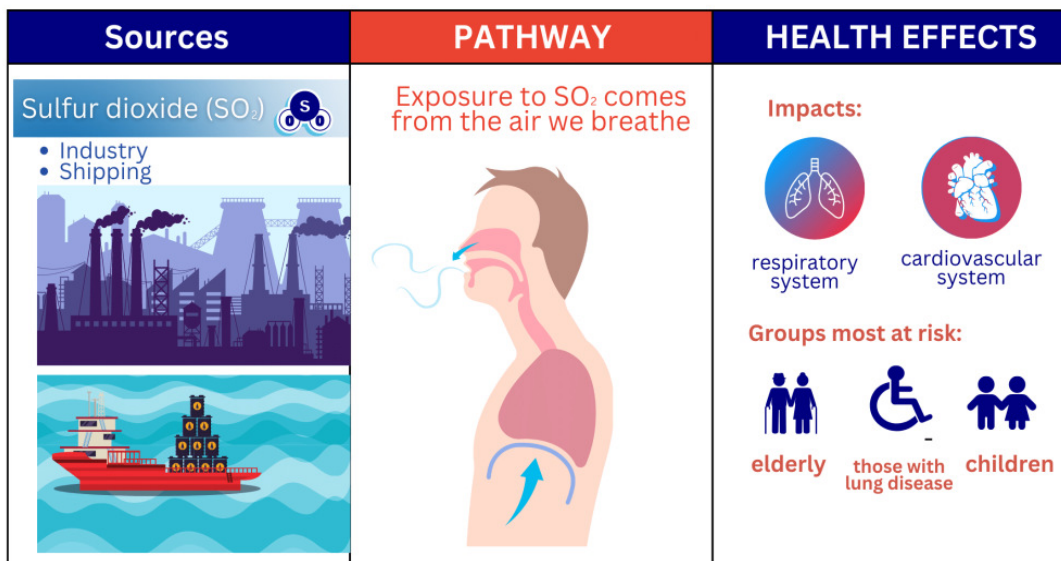 Sources
Sulfur dioxide (SO₂)
S
O O
• Industry
• Shipping
PATHWAY
Exposure to SO₂ comes
from the air we breathe
HEALTH EFFECTS
Impacts:
respiratory
system
cardiovascular
system
Groups most at risk:
elderly
those with
lung disease
children